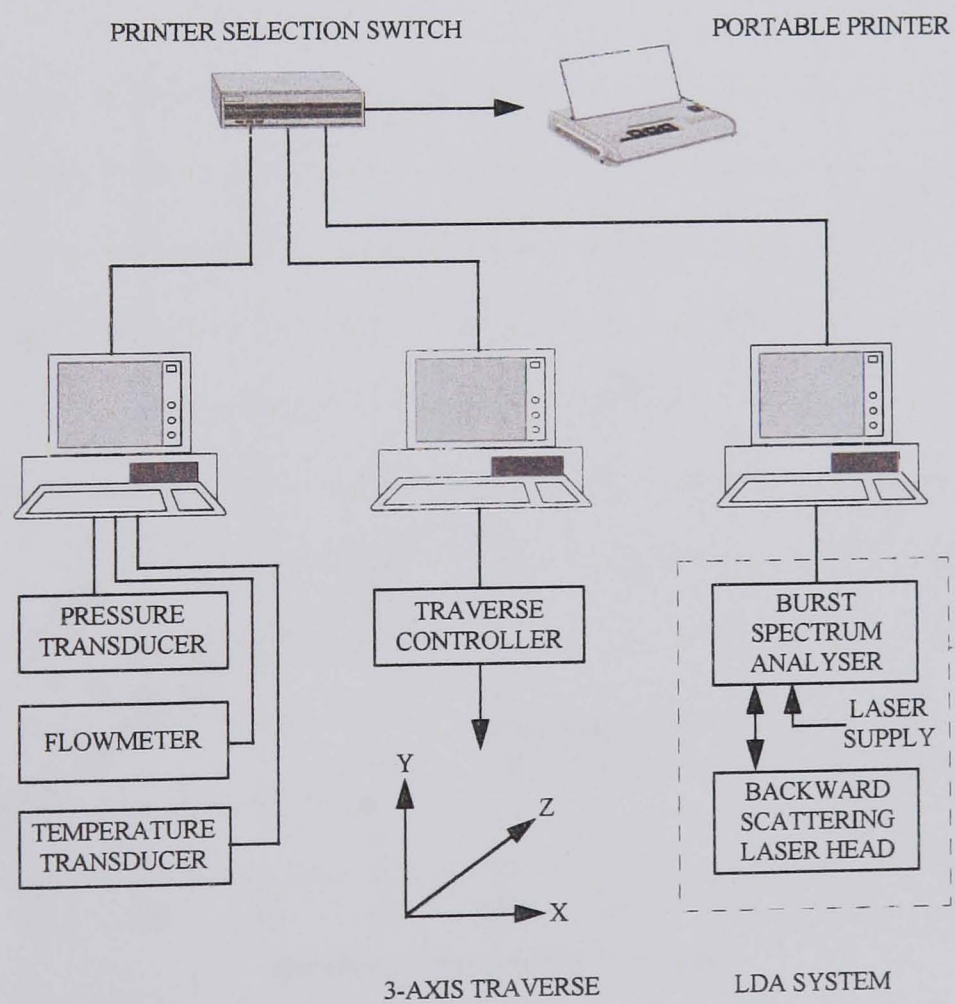 PRINTER SELECTION SWITCH
PORTABLE PRINTER
PRESSURE
TRANSDUCER
FLOWMETER
TEMPERATURE
TRANSDUCER
TRAVERSE
CONTROLLER
Y
Z
X
3-AXIS TRAVERSE
BURST
SPECTRUM
ANALYSER
LASER
SUPPLY
BACKWARD
SCATTERING
LASER HEAD
LDA SYSTEM